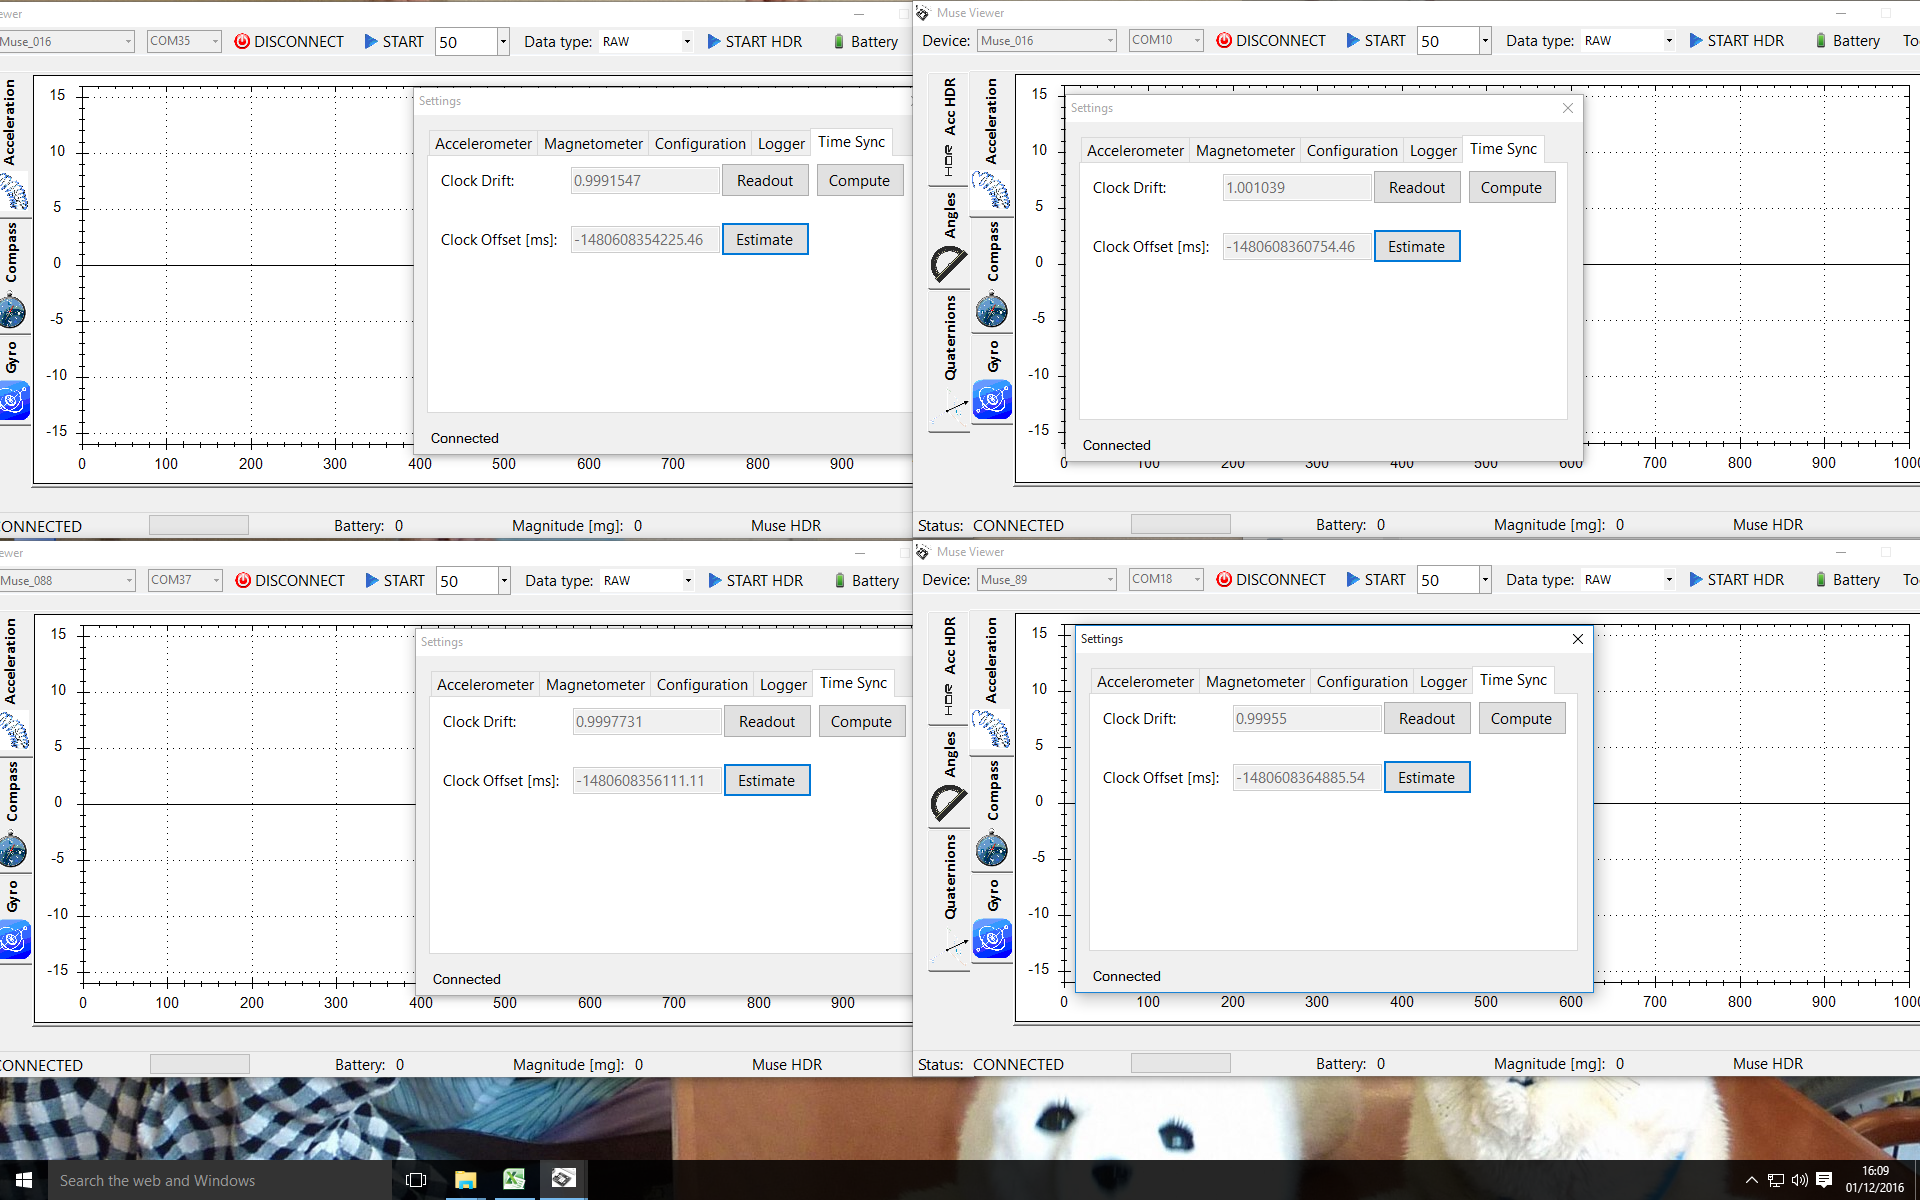 ewer
Muse_016 COM35 DISCONNECT START 50 Data type: RAW START HDR Battery
Acceleration
Compass
Gyro
15
10
5
0
-5
-10
-15
0 100 200 300 400 500 600 700 800 900
Settings
Accelerometer Magnetometer Configuration Logger Time Sync
Clock Drift: 0.9991547 Readout Compute
Clock Offset [ms]: -1480608354225.46 Estimate
Connected
ONNECTED Battery: 0 Magnitude [mg]: 0 Muse HDR
Muse Viewer
Device: Muse_016 COM10 DISCONNECT START 50 Data type: RAW START HDR Battery To
HDR Acc HDR
Angles
Quaternions
Acceleration
Compass
Gyro
15
10
5
0
-5
-10
-15
0 100 200 300 400 500 600 700 800 900 1000
Settings
Accelerometer Magnetometer Configuration Logger Time Sync
Clock Drift: 1.001039 Readout Compute
Clock Offset [ms]: -1480608360754.46 Estimate
Connected
Status: CONNECTED Battery: 0 Magnitude [mg]: 0 Muse HDR
ewer
Muse_088 COM37 DISCONNECT START 50 Data type: RAW START HDR Battery
Acceleration
Compass
Gyro
15
10
5
0
-5
-10
-15
0 100 200 300 400 500 600 700 800 900
Settings
Accelerometer Magnetometer Configuration Logger Time Sync
Clock Drift: 0.9997731 Readout Compute
Clock Offset [ms]: -1480608356111.11 Estimate
Connected
CONNECTED Battery: 0 Magnitude [mg]: 0 Muse HDR
Muse Viewer
Device: Muse_89 COM18 DISCONNECT START 50 Data type: RAW START HDR Battery To
HDR Acc HDR
Angles
Quaternions
Acceleration
Compass
Gyro
15
10
5
0
-5
-10
-15
0 100 200 300 400 500 600 700 800 900 1000
Settings
Accelerometer Magnetometer Configuration Logger Time Sync
Clock Drift: 0.99955 Readout Compute
Clock Offset [ms]: -1480608364885.54 Estimate
Connected
Status: CONNECTED Battery: 0 Magnitude [mg]: 0 Muse HDR
Search the web and Windows
16:09
01/12/2016